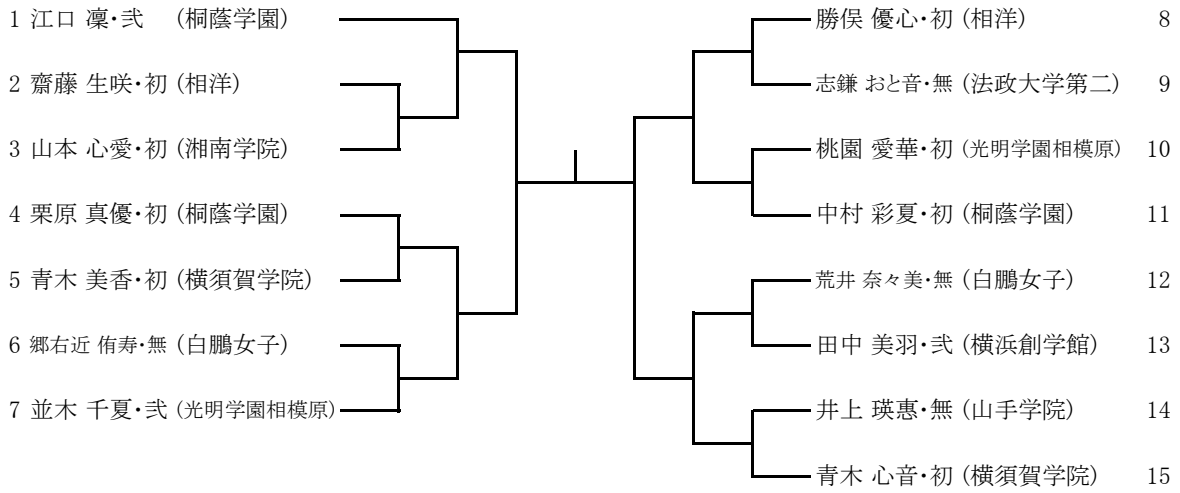 1 江口 凜・弐 (桐蔭学園)
2 齋藤 生咲・初 (相洋)
3 山本 心愛・初 (湘南学院)
4 栗原 真優・初 (桐蔭学園)
5 青木 美香・初 (横須賀学院)
6 郷右近 侑寿・無 (白鵬女子)
7 並木 千夏・弐 (光明学園相模原)
勝俣 優心・初 (相洋) 8
志鎌 おと音・無 (法政大学第二) 9
桃園 愛華・初 (光明学園相模原) 10
中村 彩夏・初 (桐蔭学園) 11
荒井 奈々美・無 (白鵬女子) 12
田中 美羽・弐 (横浜創学館) 13
井上 瑛惠・無 (山手学院) 14
青木 心音・初 (横須賀学院) 15